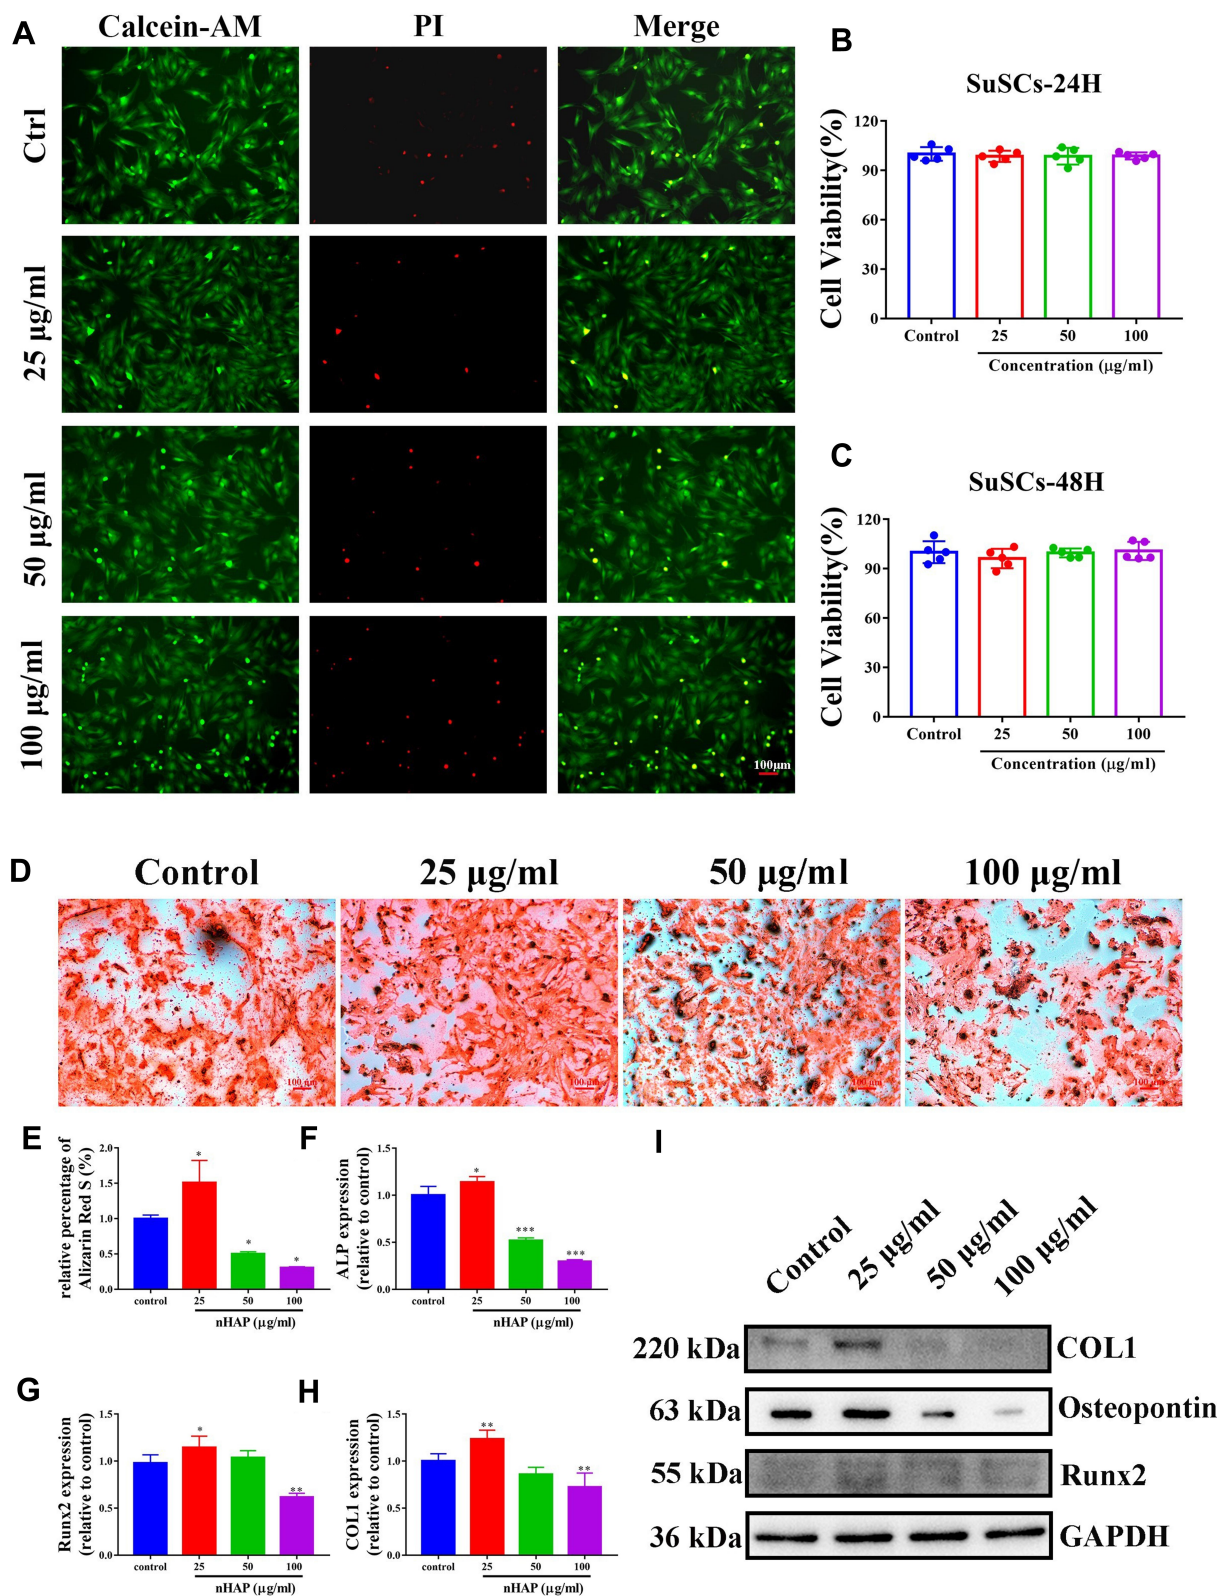 A
Calcein-AM
PI
Merge
Ctrl
25 µg/ml
50 µg/ml
100 µg/ml
100µm
B
SuSCs-24H
Cell Viability(%)
120
90
60
30
0
Control
25
50
100
Concentration (µg/ml)
C
SuSCs-48H
Cell Viability(%)
120
90
60
30
0
Control
25
50
100
Concentration (µg/ml)
D
Control
25 µg/ml
50 µg/ml
100 µg/ml
100 µm
100 µm
100 µm
100 µm
E
relative percentage of
Alizarin Red S (%)
2.0
1.5
1.0
0.5
0.0
*
*
*
control
25
50
100
nHAP (µg/ml)
F
ALP expression
(relative to control)
1.5
1.0
0.5
0.0
*
***
***
control
25
50
100
nHAP (µg/ml)
G
Runx2 expression
(relative to control)
1.5
1.0
0.5
0.0
*
**
control
25
50
100
nHAP (µg/ml)
H
COL1 expression
(relative to control)
1.5
1.0
0.5
0.0
**
**
control
25
50
100
nHAP (µg/ml)
I
Control
25 µg/ml
50 µg/ml
100 µg/ml
220 kDa
COL1
63 kDa
Osteopontin
55 kDa
Runx2
36 kDa
GAPDH